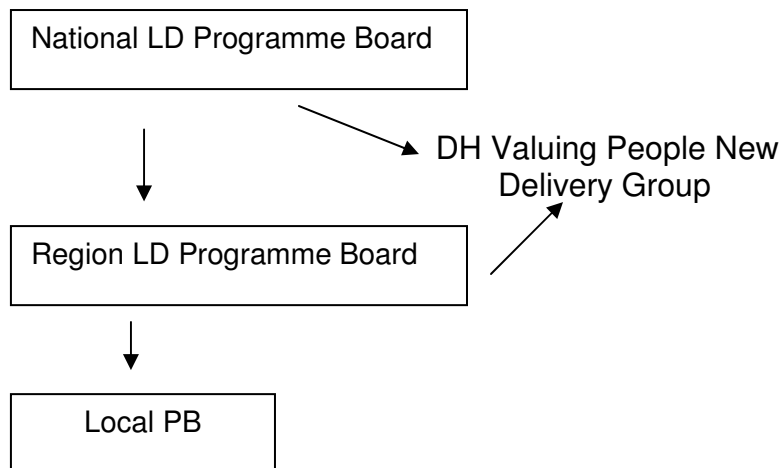 National LD Programme Board
DH Valuing People New
Delivery Group
Region LD Programme Board
Local PB